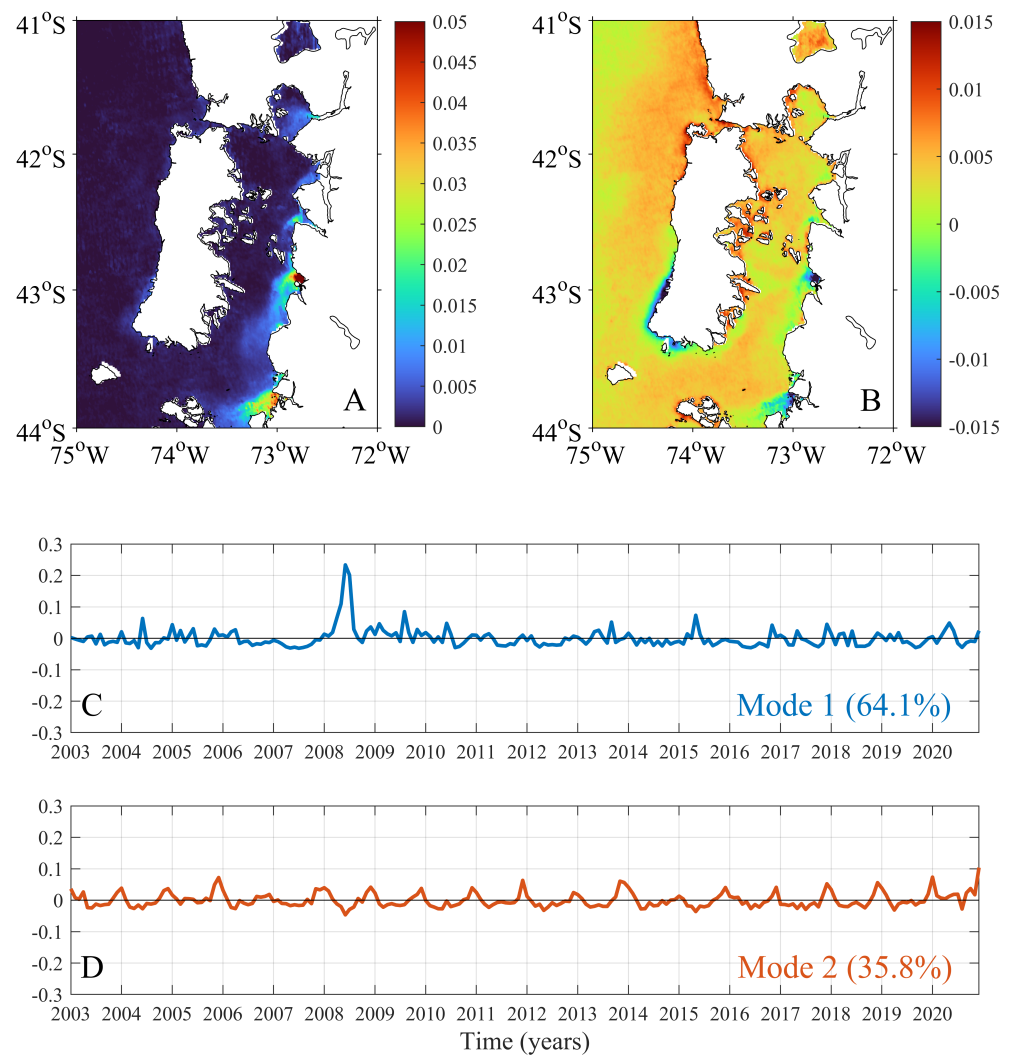 41°S
42°S
43°S
44°S
75°W 74°W 73°W 72°W
A
0.05
0.045
0.04
0.035
0.03
0.025
0.02
0.015
0.01
0.005
0
41°S
42°S
43°S
44°S
75°W 74°W 73°W 72°W
B
0.015
0.01
0.005
0
-0.005
-0.01
-0.015
0.3
0.2
0.1
0
-0.1
-0.2
-0.3
C
Mode 1 (64.1%)
2003 2004 2005 2006 2007 2008 2009 2010 2011 2012 2013 2014 2015 2016 2017 2018 2019 2020
0.3
0.2
0.1
0
-0.1
-0.2
-0.3
D
Mode 2 (35.8%)
2003 2004 2005 2006 2007 2008 2009 2010 2011 2012 2013 2014 2015 2016 2017 2018 2019 2020
Time (years)